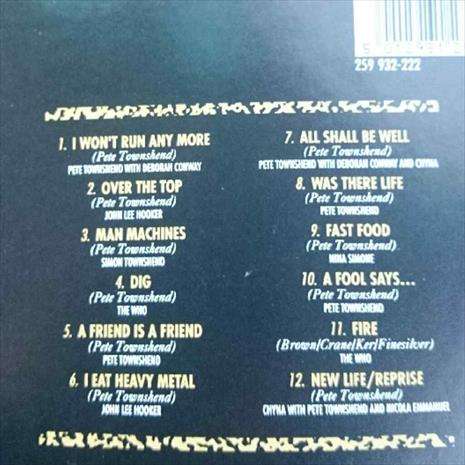 259 932-222
1. I WON'T RUN ANY MORE
(Pete Townshend)
PETE TOWNSHEND WITH DEBORAH CONWAY
2. OVER THE TOP
(Pete Townshend)
JOHN LEE HOOKER
3. MAN MACHINES
(Pete Townshend)
SIMON TOWNSHEND
4. DIG
(Pete Townshend)
THE WHO
5. A FRIEND IS A FRIEND
(Pete Townshend)
PETE TOWNSHEND
6. I EAT HEAVY METAL
(Pete Townshend)
JOHN LEE HOOKER
7. ALL SHALL BE WELL
(Pete Townshend)
PETE TOWNSHEND WITH DEBORAH CONWAY AND CHYNA
8. WAS THERE LIFE
(Pete Townshend)
PETE TOWNSHEND
9. FAST FOOD
(Pete Townshend)
NINA SIMONE
10. A FOOL SAYS...
(Pete Townshend)
PETE TOWNSHEND
11. FIRE
(Brown/Crane/Ker/Finesilver)
THE WHO
12. NEW LIFE/REPRISE
(Pete Townshend)
CHYNA WITH PETE TOWNSHEND AND NICOLA EMMANUEL